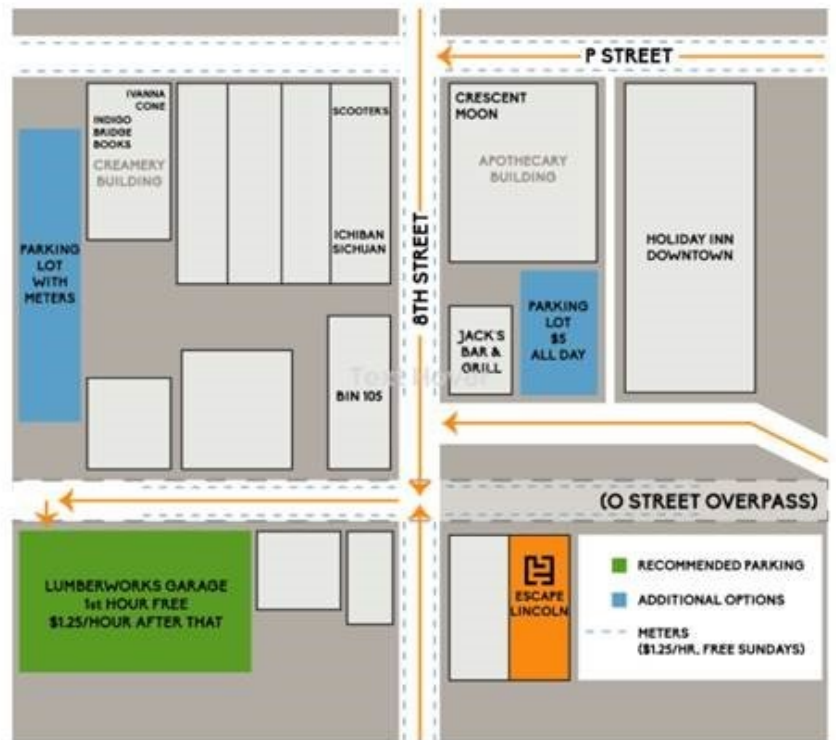 P STREET
IVANNA
CONE
INDIGO
BRIDGE
BOOKS
CREAMERY
BUILDING
SCOOTER'S
ICHIBAN
SICHUAN
CRESCENT
MOON
APOTHECARY
BUILDING
HOLIDAY INN
DOWNTOWN
PARKING
LOT
WITH
METERS
8TH STREET
PARKING
LOT
$5
ALL DAY
JACK'S
BAR &
GRILL
BIN 105
(O STREET OVERPASS)
LUMBERWORKS GARAGE
1st HOUR FREE
$1.25/HOUR AFTER THAT
ESCAPE
LINCOLN
RECOMMENDED PARKING
ADDITIONAL OPTIONS
METERS
($1.25/HR, FREE SUNDAYS)